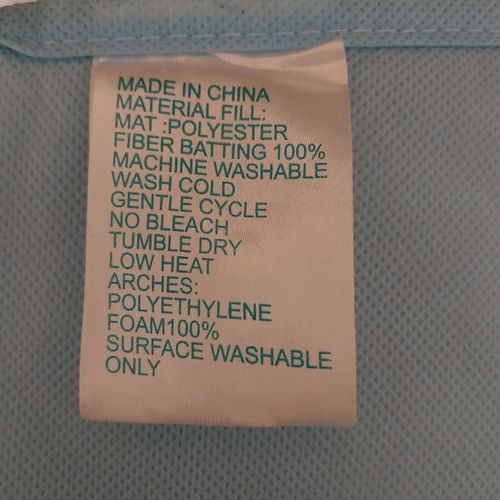 MADE IN CHINA
MATERIAL FILL:
MAT :POLYESTER
FIBER BATTING 100%
MACHINE WASHABLE
WASH COLD
GENTLE CYCLE
NO BLEACH
TUMBLE DRY
LOW HEAT
ARCHES:
POLYETHYLENE
FOAM100%
SURFACE WASHABLE
ONLY